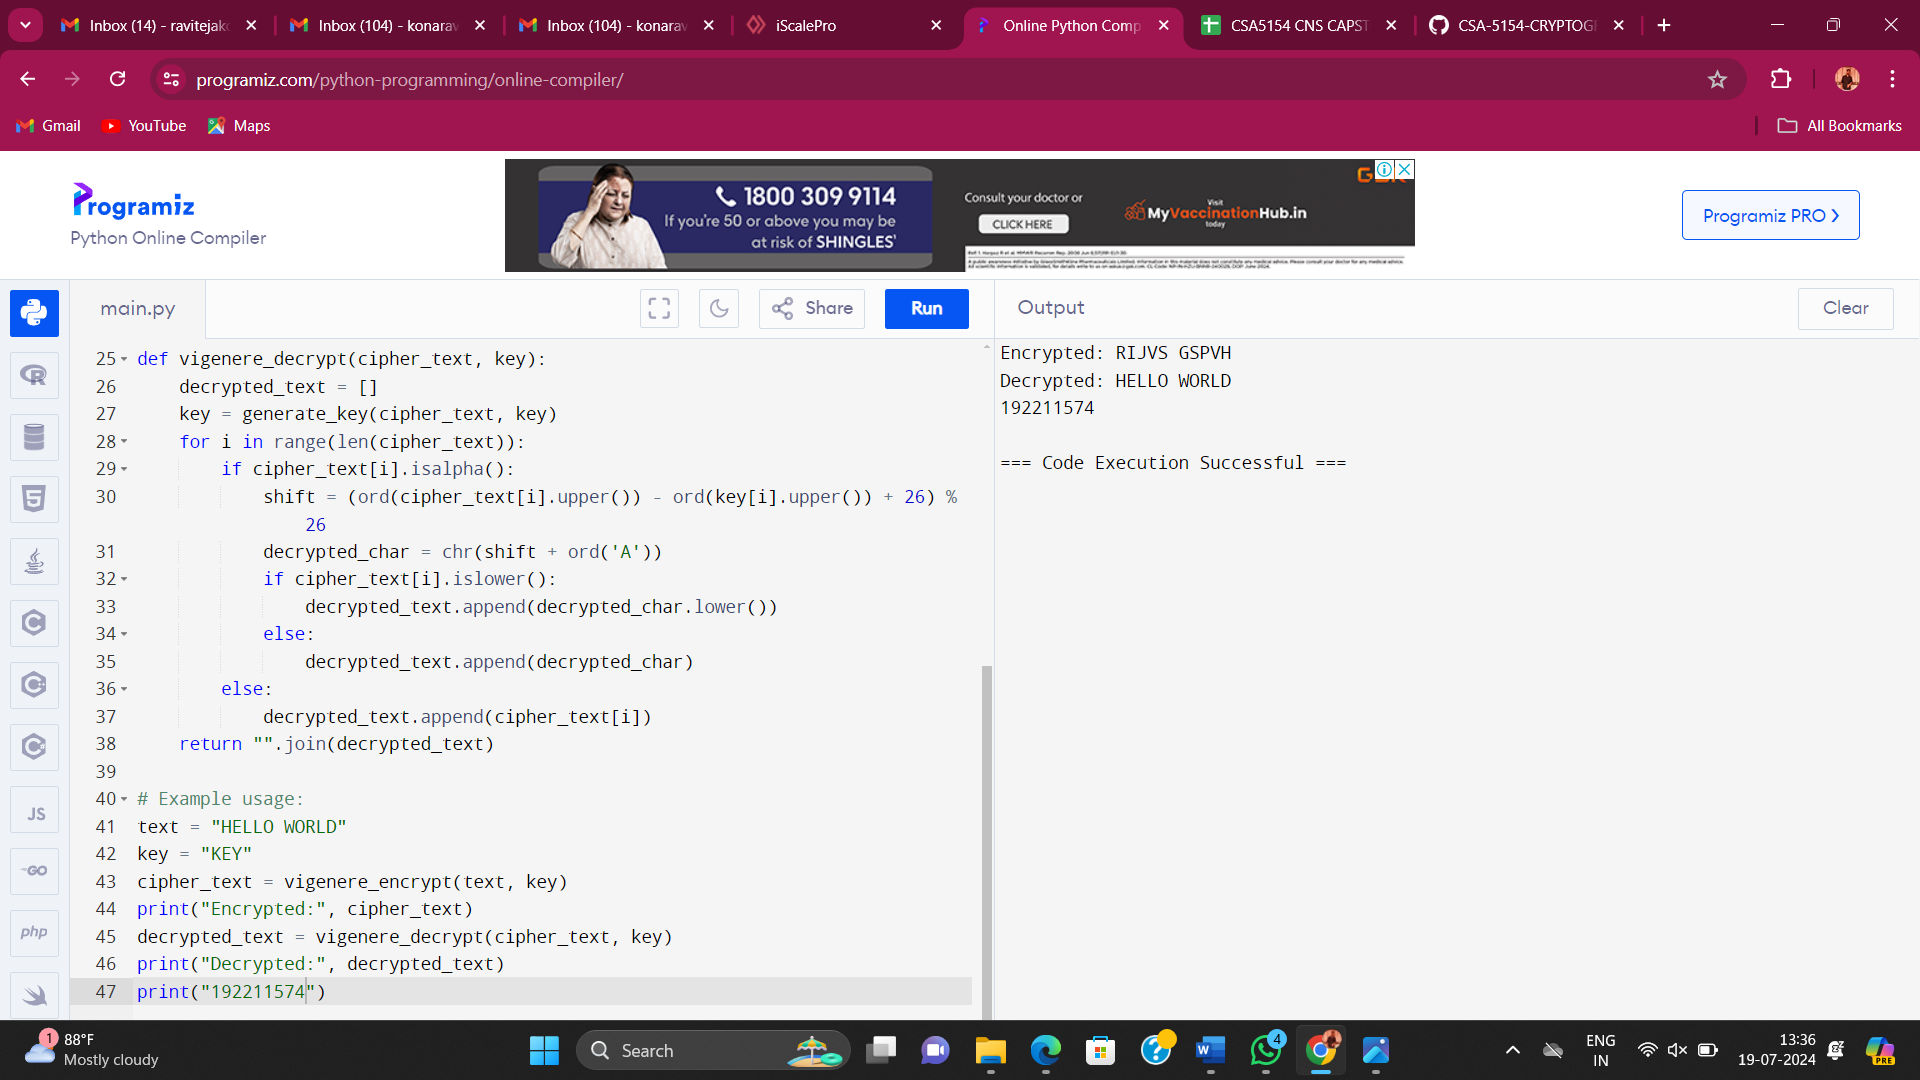 Inbox (14) - ravitejak
Inbox (104) - konarav
Inbox (104) - konarav
iScalePro
Online Python Comp
CSA5154 CNS CAPST
CSA-5154-CRYPTOG
programiz.com/python-programming/online-compiler/
Gmail
YouTube
Maps
All Bookmarks
Programiz
Python Online Compiler
1800 309 9114
If you're 50 or above you may be
at risk of SHINGLES'
Consult your doctor or
CLICK HERE
Visit
MyVaccinationHub.in
today
Programiz PRO
main.py
Share
Run
Output
Clear
25 def vigenere_decrypt(cipher_text, key):
26 decrypted_text = []
27 key = generate_key(cipher_text, key)
28 for i in range(len(cipher_text)):
29 if cipher_text[i].isalpha():
30 shift = (ord(cipher_text[i].upper()) - ord(key[i].upper()) + 26) %
26
31 decrypted_char = chr(shift + ord('A'))
32 if cipher_text[i].islower():
33 decrypted_text.append(decrypted_char.lower())
34 else:
35 decrypted_text.append(decrypted_char)
36 else:
37 decrypted_text.append(cipher_text[i])
38 return "".join(decrypted_text)
39
40 # Example usage:
41 text = "HELLO WORLD"
42 key = "KEY"
43 cipher_text = vigenere_encrypt(text, key)
44 print("Encrypted:", cipher_text)
45 decrypted_text = vigenere_decrypt(cipher_text, key)
46 print("Decrypted:", decrypted_text)
47 print("192211574")
Encrypted: RIJVS GSPVH
Decrypted: HELLO WORLD
192211574
=== Code Execution Successful ===
JS
GO
php
1
88°F
Mostly cloudy
Search
4
ENG
IN
13:36
19-07-2024
PRE